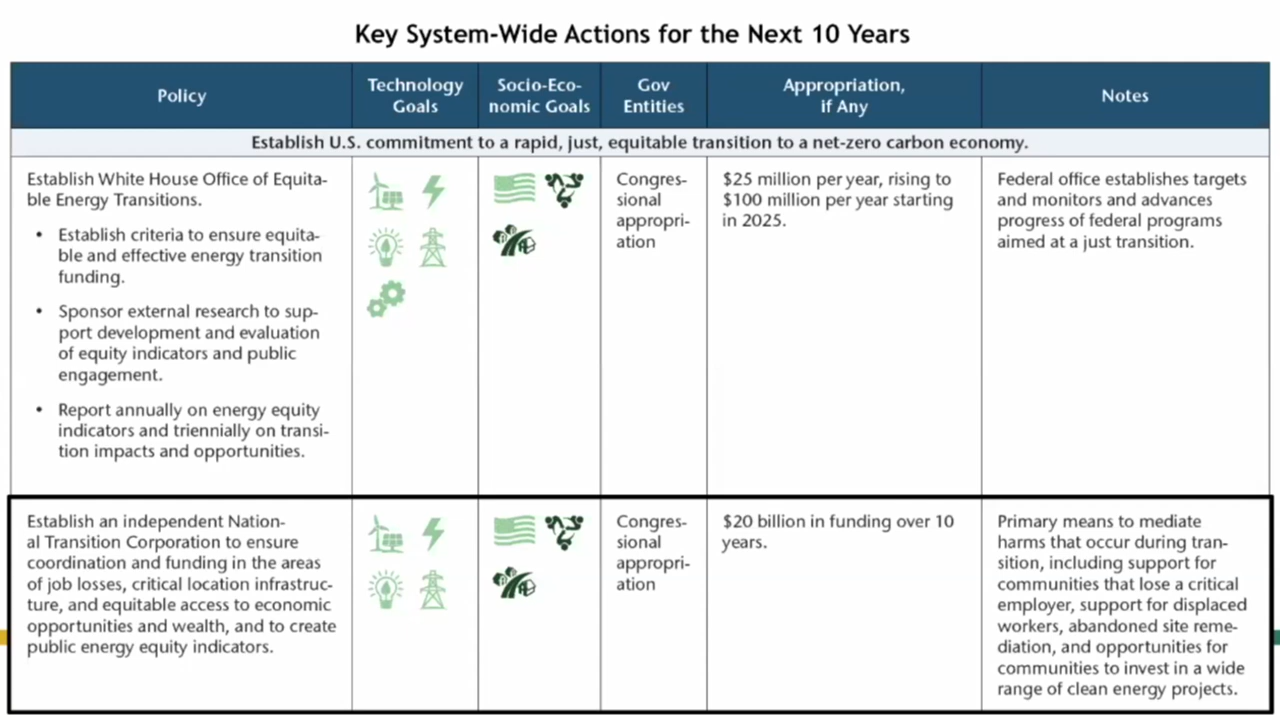 Key System-Wide Actions for the Next 10 Years
Policy
Technology
Goals
Socio-Eco-
nomic Goals
Gov
Entities
Appropriation,
if Any
Notes
Establish U.S. commitment to a rapid, just, equitable transition to a net-zero carbon economy.
Establish White House Office of Equita-
ble Energy Transitions.
• Establish criteria to ensure equita-
ble and effective energy transition
funding.
• Sponsor external research to sup-
port development and evaluation
of equity indicators and public
engagement.
• Report annually on energy equity
indicators and triennially on transi-
tion impacts and opportunities.
Congres-
sional
appropri-
ation
$25 million per year, rising to
$100 million per year starting
in 2025.
Federal office establishes targets
and monitors and advances
progress of federal programs
aimed at a just transition.
Establish an independent Nation-
al Transition Corporation to ensure
coordination and funding in the areas
of job losses, critical location infrastruc-
ture, and equitable access to economic
opportunities and wealth, and to create
public energy equity indicators.
Congres-
sional
appropri-
ation
$20 billion in funding over 10
years.
Primary means to mediate
harms that occur during tran-
sition, including support for
communities that lose a critical
employer, support for displaced
workers, abandoned site reme-
diation, and opportunities for
communities to invest in a wide
range of clean energy projects.